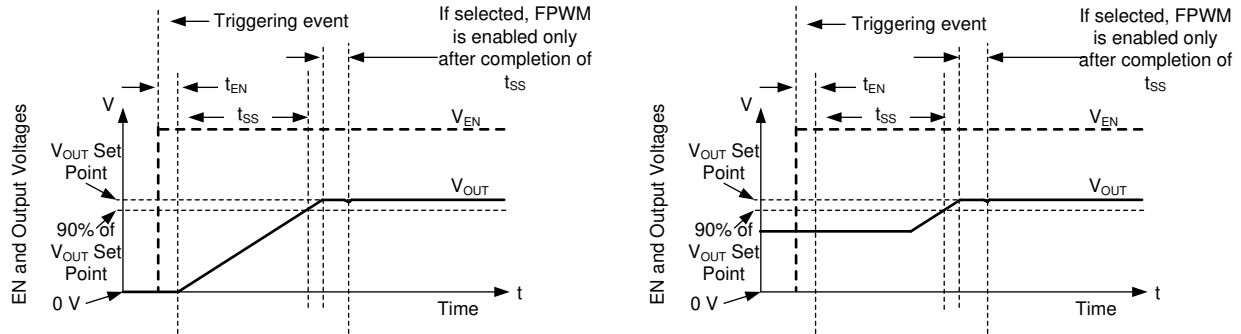 Triggering event
If selected, FPWM
is enabled only
after completion of
tSS
tEN
tSS
V
VEN
EN and Output Voltages
VOUT Set
Point
VOUT
90% of
VOUT Set
Point
0 V
t
Time
Triggering event
If selected, FPWM
is enabled only
after completion of
tSS
tEN
tSS
V
VEN
EN and Output Voltages
VOUT Set
Point
VOUT
90% of
VOUT Set
Point
0 V
t
Time